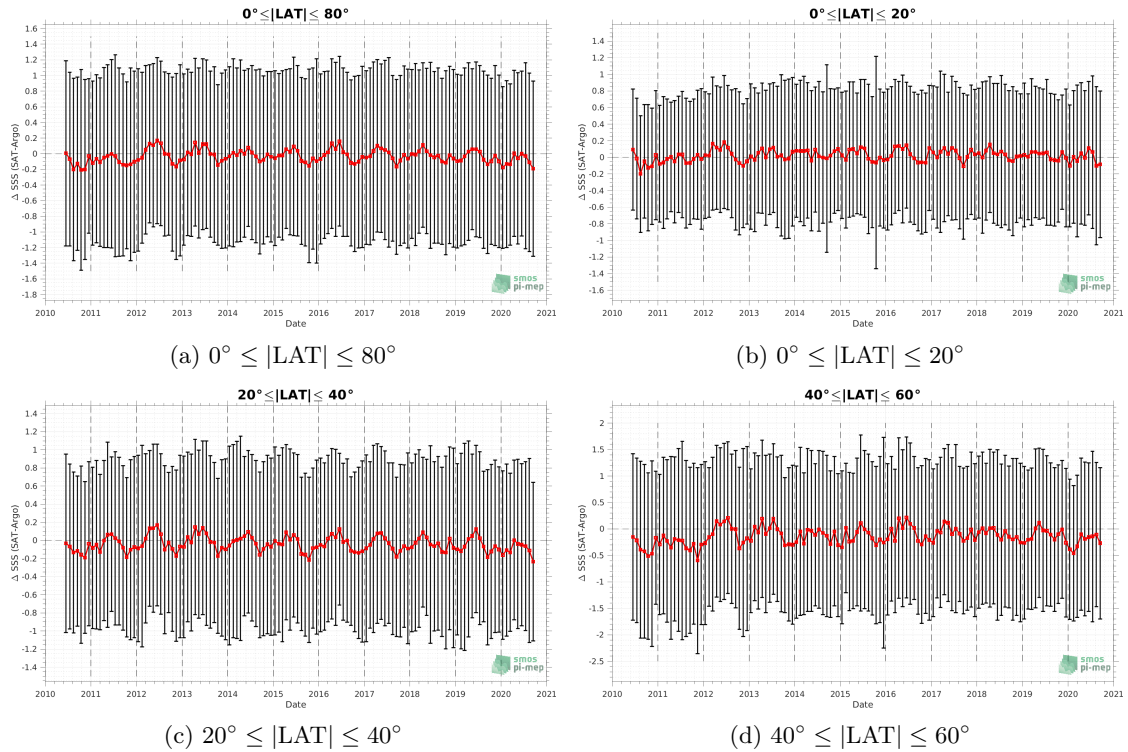 0°≤|LAT|≤ 80°
1.6
1.4
1.2
1
0.8
0.6
0.4
0.2
0
-0.2
-0.4
-0.6
-0.8
-1
-1.2
-1.4
-1.6
-1.8
Δ SSS (SAT-Argo)
smos
pi-mep
2010 2011 2012 2013 2014 2015 2016 2017 2018 2019 2020 2021
Date
(a) 0° ≤ |LAT| ≤ 80°
0°≤|LAT|≤ 20°
1.6
1.4
1.2
1
0.8
0.6
0.4
0.2
0
-0.2
-0.4
-0.6
-0.8
-1
-1.2
-1.4
-1.6
Δ SSS (SAT-Argo)
smos
pi-mep
2010 2011 2012 2013 2014 2015 2016 2017 2018 2019 2020 2021
Date
(b) 0° ≤ |LAT| ≤ 20°
20°≤|LAT|≤ 40°
1.4
1.2
1
0.8
0.6
0.4
0.2
0
-0.2
-0.4
-0.6
-0.8
-1
-1.2
-1.4
Δ SSS (SAT-Argo)
smos
pi-mep
2010 2011 2012 2013 2014 2015 2016 2017 2018 2019 2020 2021
Date
(c) 20° ≤ |LAT| ≤ 40°
40°≤|LAT|≤ 60°
2
1.5
1
0.5
0
-0.5
-1
-1.5
-2
-2.5
Δ SSS (SAT-Argo)
smos
pi-mep
2010 2011 2012 2013 2014 2015 2016 2017 2018 2019 2020 2021
Date
(d) 40° ≤ |LAT| ≤ 60°